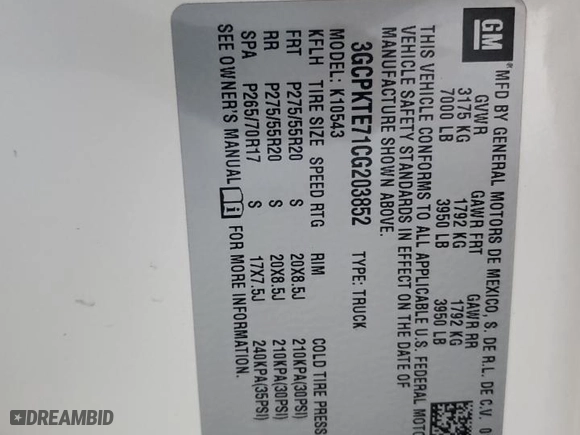 GM
MFD BY GENERAL MOTORS DE MEXICO, S. DE R.L. DE C.V. 0
GVWR GAWR FRT GAWR RR
3175 KG 1792 KG 1792 KG
7000 LB 3950 LB 3950 LB
THIS VEHICLE CONFORMS TO ALL APPLICABLE U.S. FEDERAL MOTO
VEHICLE SAFETY STANDARDS IN EFFECT ON THE DATE OF
MANUFACTURE SHOWN ABOVE.
3GCPKTE71CG203852 TYPE: TRUCK
MODEL: K10543
KFLH TIRE SIZE SPEED RTG RIM COLD TIRE PRESS
FRT P275/55R20 S 20X8.5J 210KPA(30PSI)
RR P275/55R20 S 20X8.5J 210KPA(30PSI)
SPA P265/70R17 S 17X7.5J 240KPA(35PSI)
SEE OWNER'S MANUAL i FOR MORE INFORMATION.
DREAMBID